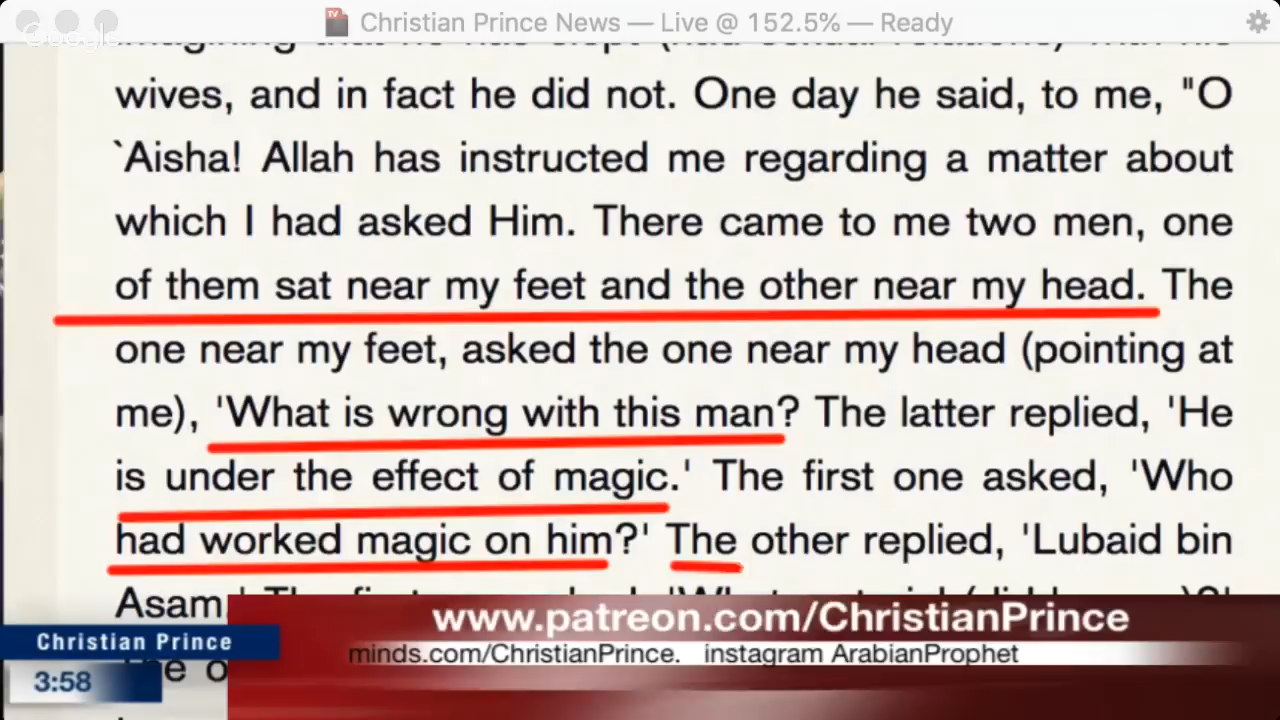 Christian Prince News — Live @ 152.5% — Ready
Google
wives, and in fact he did not. One day he said, to me, "O
`Aisha! Allah has instructed me regarding a matter about
which I had asked Him. There came to me two men, one
of them sat near my feet and the other near my head. The
one near my feet, asked the one near my head (pointing at
me), 'What is wrong with this man? The latter replied, 'He
is under the effect of magic.' The first one asked, 'Who
had worked magic on him?' The other replied, 'Lubaid bin
Asam.' The first
www.patreon.com/ChristianPrince
Christian Prince
minds.com/ChristianPrince. instagram ArabianProphet
3:58